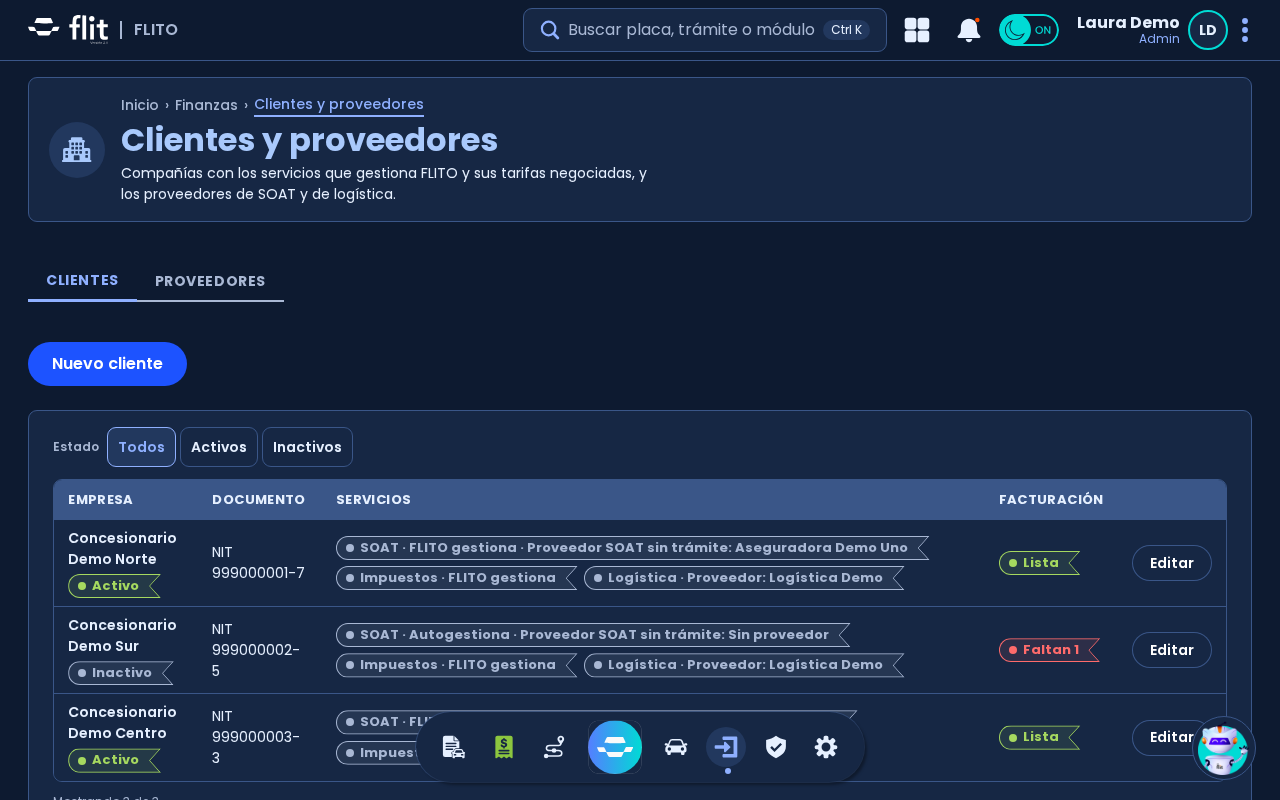 flit | FLITO
Buscar placa, trámite o módulo Ctrl K
ON
Laura Demo
Admin
LD
Inicio › Finanzas › Clientes y proveedores
Clientes y proveedores
Compañías con los servicios que gestiona FLITO y sus tarifas negociadas, y
los proveedores de SOAT y de logística.
CLIENTES PROVEEDORES
Nuevo cliente
Estado Todos Activos Inactivos
EMPRESA DOCUMENTO SERVICIOS FACTURACIÓN
Concesionario
Demo Norte
Activo
NIT
999000001-7
SOAT · FLITO gestiona · Proveedor SOAT sin trámite: Aseguradora Demo Uno
Impuestos · FLITO gestiona Logística · Proveedor: Logística Demo
Lista
Editar
Concesionario
Demo Sur
Inactivo
NIT
999000002-
5
SOAT · Autogestiona · Proveedor SOAT sin trámite: Sin proveedor
Impuestos · FLITO gestiona Logística · Proveedor: Logística Demo
Faltan 1
Editar
Concesionario
Demo Centro
Activo
NIT
999000003-
3
SOAT
Lista
Editar